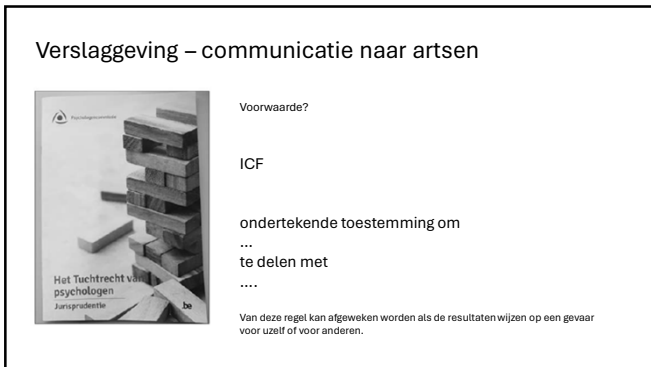 Verslaggeving – communicatie naar artsen
Psychologencommissie
Het Tuchtrecht van
psychologen
Jurisprudentie
.be
Voorwaarde?
ICF
ondertekende toestemming om
...
te delen met
....
Van deze regel kan afgeweken worden als de resultaten wijzen op een gevaar
voor uzelf of voor anderen.